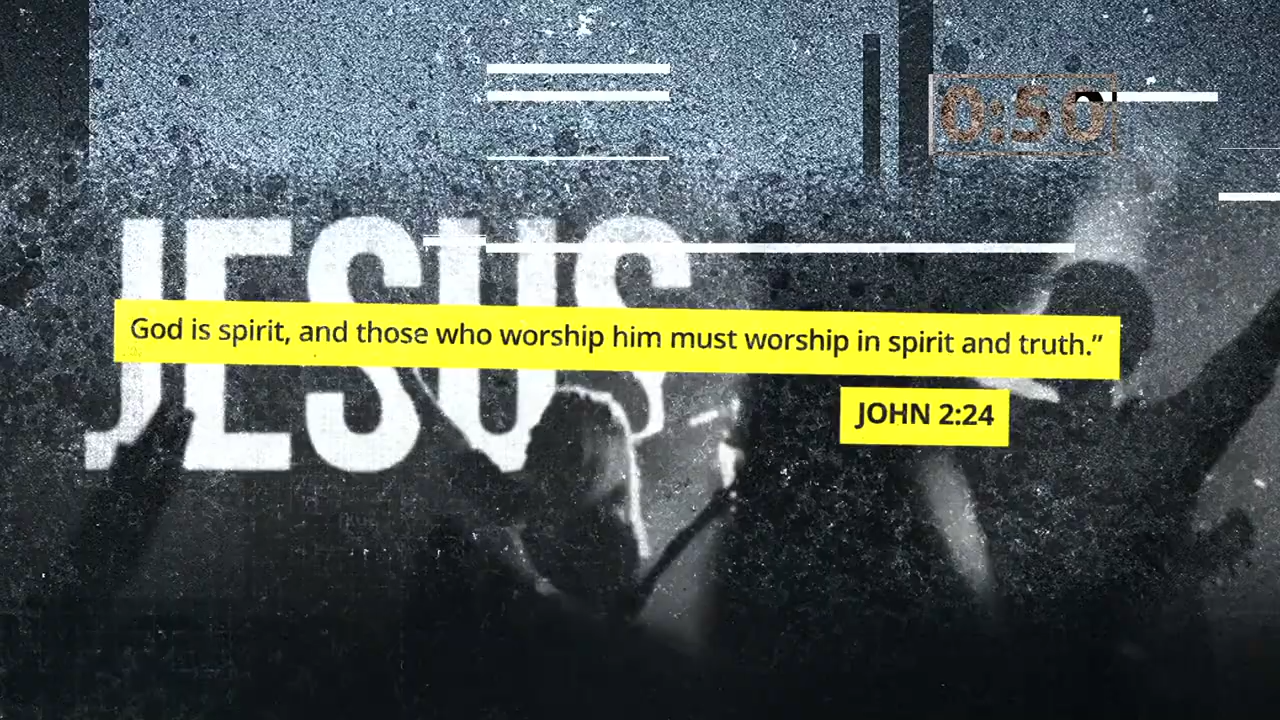 0:50
JESUS
God is spirit, and those who worship him must worship in spirit and truth.”
JOHN 2:24